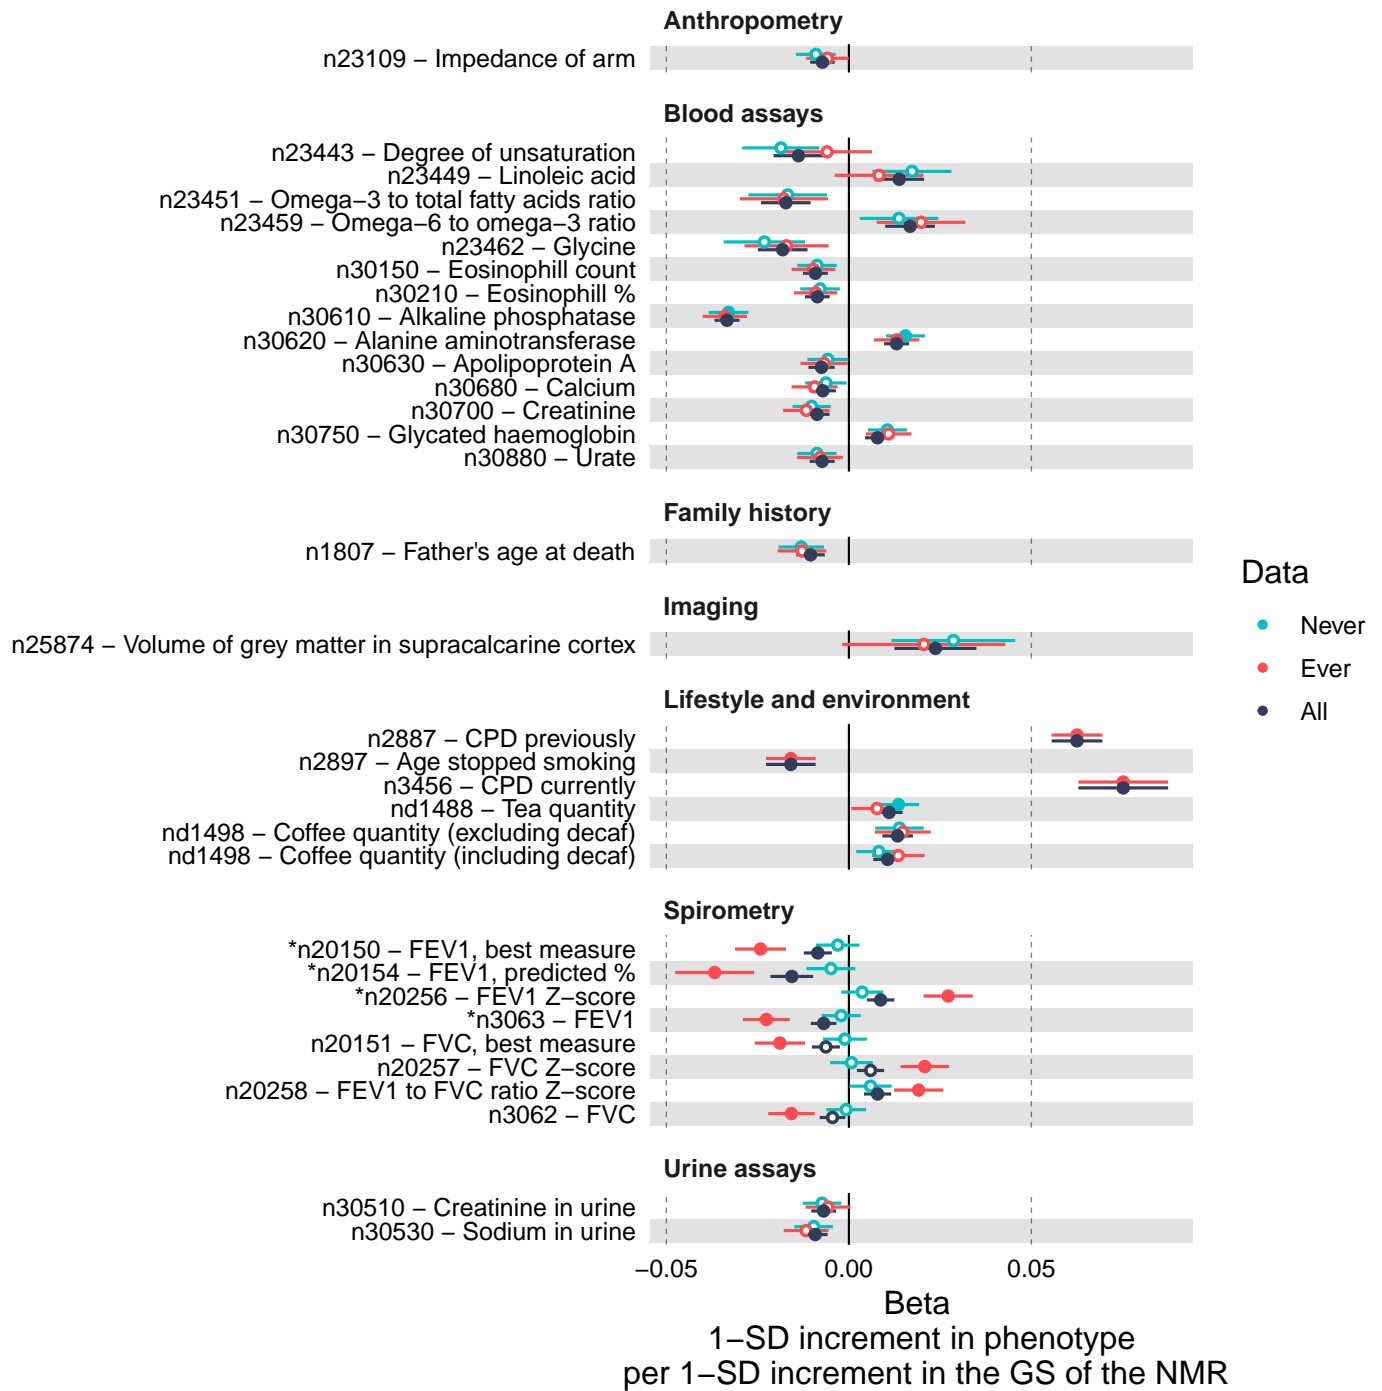 Anthropometry
n23109 – Impedance of arm
Blood assays
n23443 – Degree of unsaturation
n23449 – Linoleic acid
n23451 – Omega−3 to total fatty acids ratio
n23459 – Omega−6 to omega−3 ratio
n23462 – Glycine
n30150 – Eosinophill count
n30210 – Eosinophill %
n30610 – Alkaline phosphatase
n30620 – Alanine aminotransferase
n30630 – Apolipoprotein A
n30680 – Calcium
n30700 – Creatinine
n30750 – Glycated haemoglobin
n30880 – Urate
Family history
n1807 – Father's age at death
Imaging
n25874 – Volume of grey matter in supracalcarine cortex
Lifestyle and environment
n2887 – CPD previously
n2897 – Age stopped smoking
n3456 – CPD currently
nd1488 – Tea quantity
nd1498 – Coffee quantity (excluding decaf)
nd1498 – Coffee quantity (including decaf)
Spirometry
*n20150 – FEV1, best measure
*n20154 – FEV1, predicted %
*n20256 – FEV1 Z−score
*n3063 – FEV1
n20151 – FVC, best measure
n20257 – FVC Z−score
n20258 – FEV1 to FVC ratio Z−score
n3062 – FVC
Urine assays
n30510 – Creatinine in urine
n30530 – Sodium in urine
−0.05 0.00 0.05
Beta
1−SD increment in phenotype
per 1−SD increment in the GS of the NMR
Data
Never
Ever
All